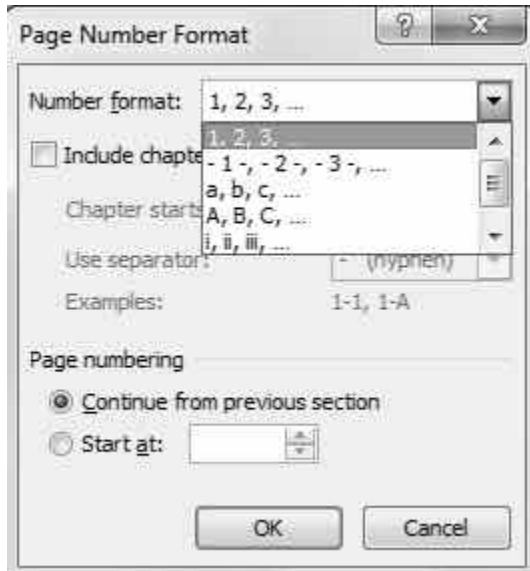 Page Number Format
Number format: 1, 2, 3, ...
1, 2, 3, ...
Include chapte
- 1 -, - 2 -, - 3 -, ...
a, b, c, ...
Chapter starts
A, B, C, ...
i, ii, iii, ...
Use separator: - (hyphen)
Examples: 1-1, 1-A
Page numbering
Continue from previous section
Start at:
OK Cancel